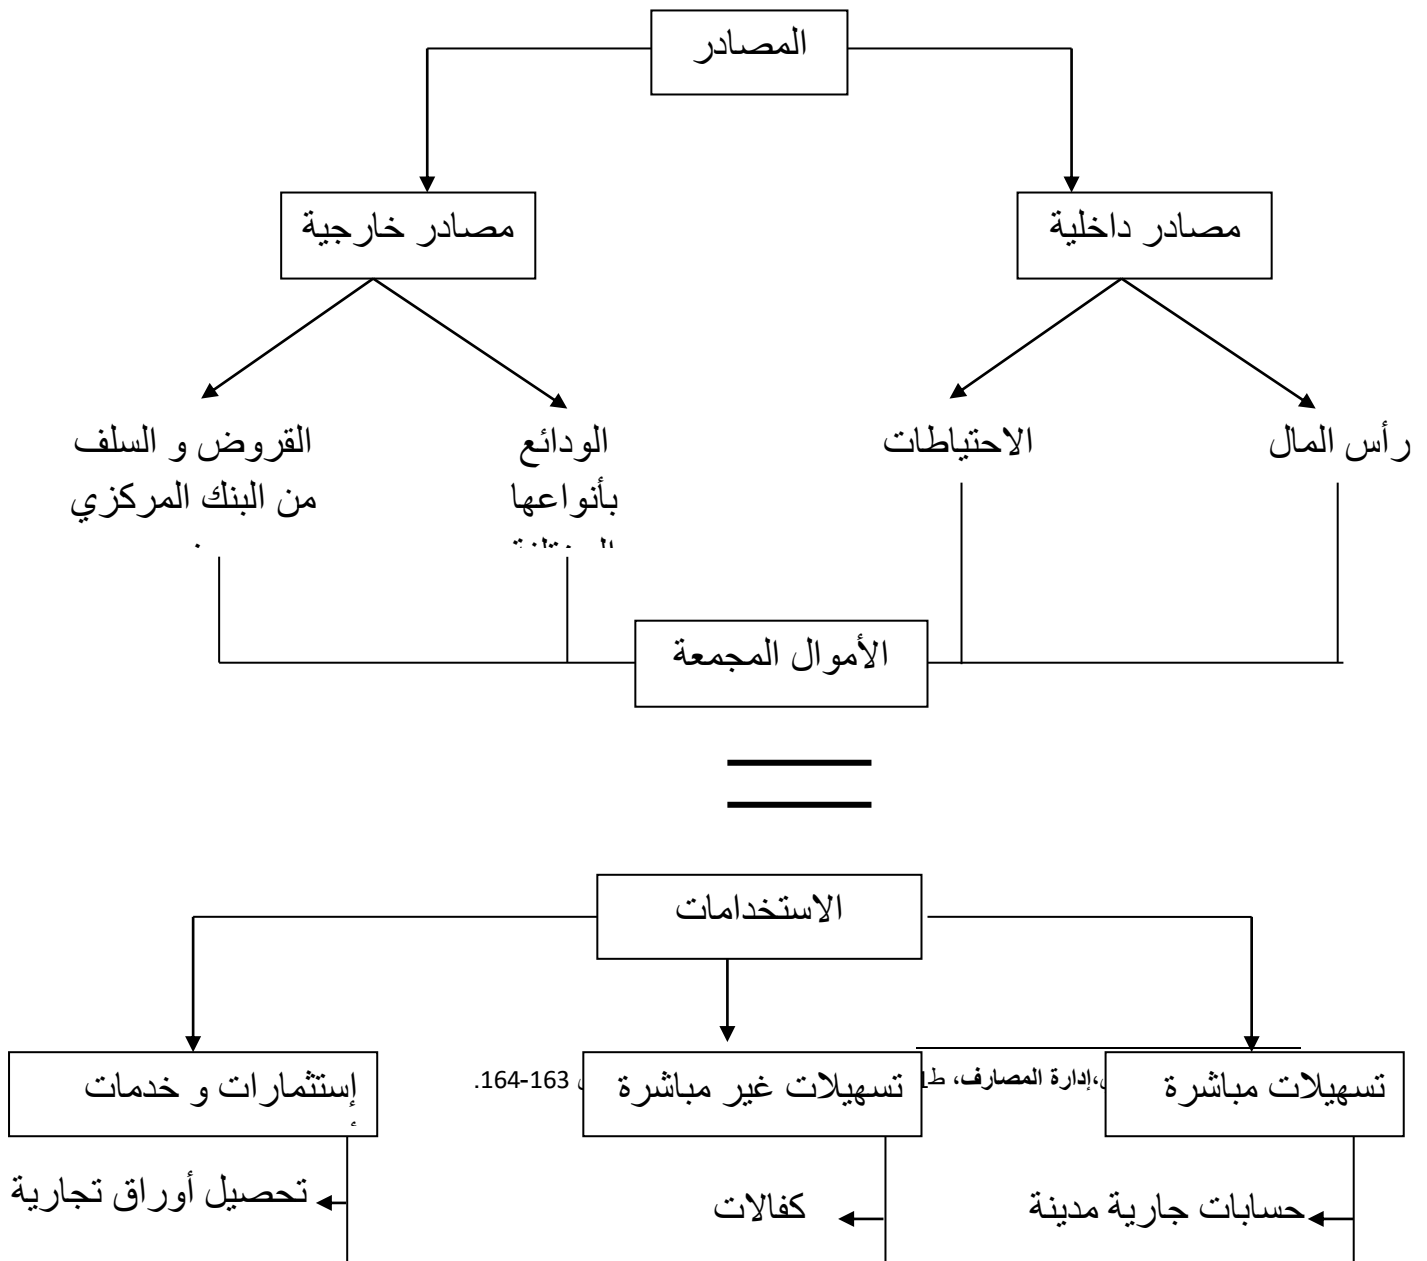 المصادر
مصادر داخلية
مصادر خارجية
رأس المال
الاحتياطات
الودائع
بأنواعها
القروض و السلف
من البنك المركزي
الأموال المجمعة
الاستخدامات
تسهيلات مباشرة
،إدارة المصارف، ط1
تسهيلات غير مباشرة
163-164.
إستثمارات و خدمات
حسابات جارية مدينة
كفالات
تحصيل أوراق تجارية